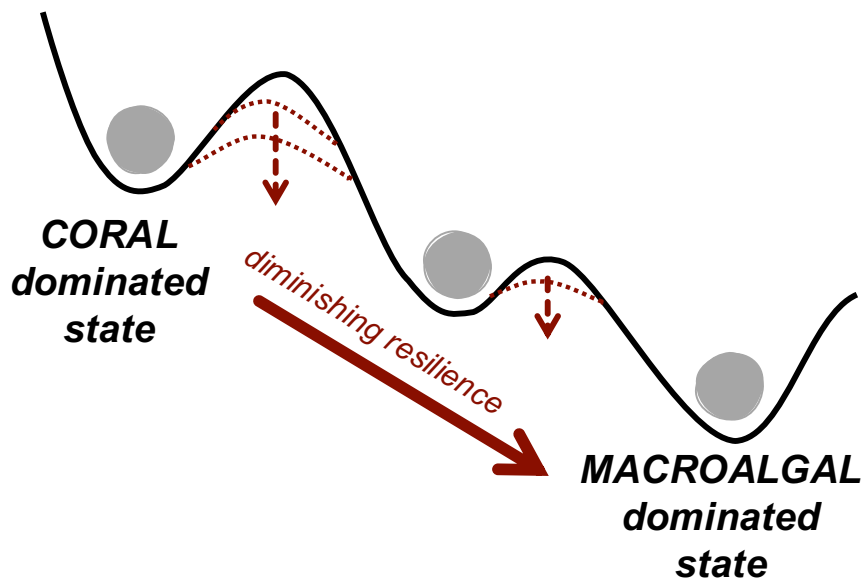 CORAL
dominated
state
diminishing resilience
MACROALGAL
dominated
state